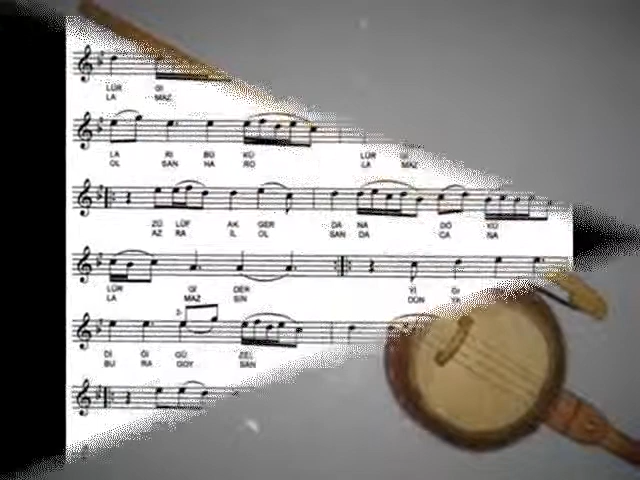 LÜR GI
LA MAZ
LA RI BÜ KÜ LÜR
OL SAN HA RO LA MAZ
ZÜ LÜF AK GER DA NA DÖ KÜ
AZ RA İL OL SAN DA CA NA
LÜR GI DER YI GI
LA MAZ SIN DÜN YA
DI GI GÜ ZEL
BU RA GOY SAN